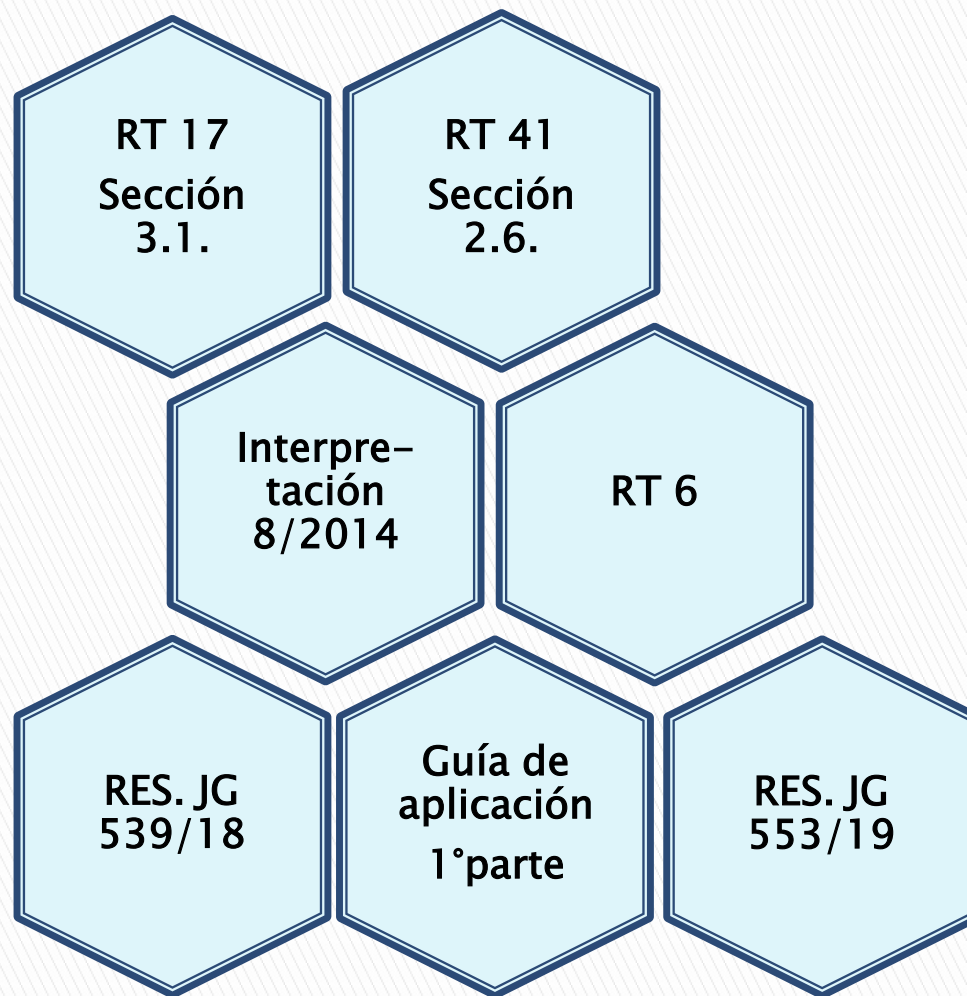 RT 17
Sección
3.1.
RT 41
Sección
2.6.
Interpre-
tación
8/2014
RT 6
RES. JG
539/18
Guía de
aplicación
1°parte
RES. JG
553/19